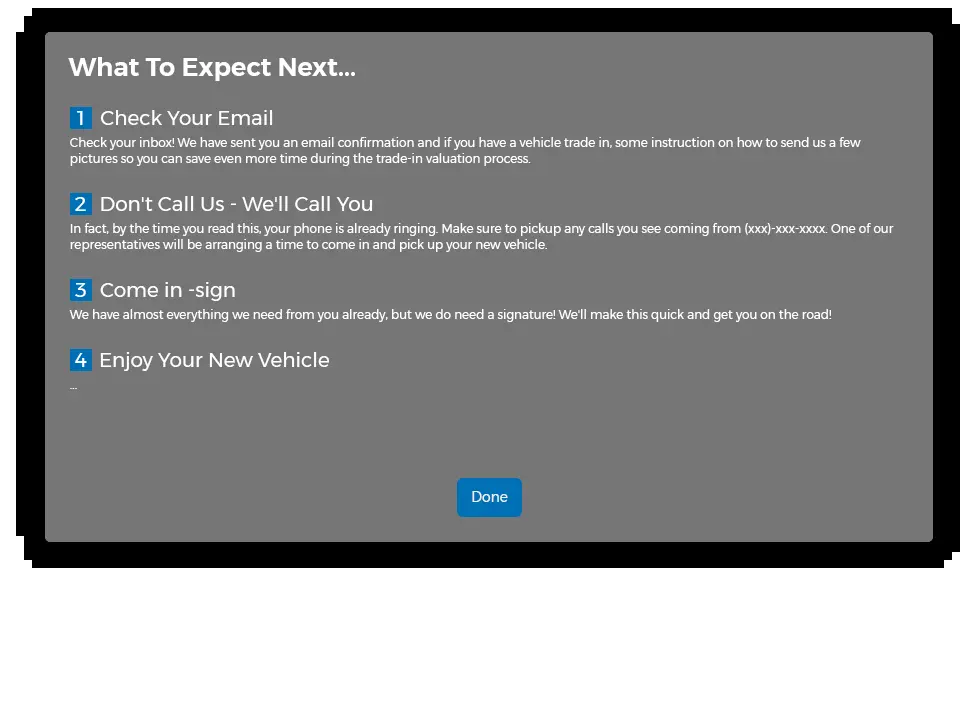 What To Expect Next...
1 Check Your Email
Check your inbox! We have sent you an email confirmation and if you have a vehicle trade in, some instruction on how to send us a few
pictures so you can save even more time during the trade-in valuation process.
2 Don't Call Us - We'll Call You
In fact, by the time you read this, your phone is already ringing. Make sure to pickup any calls you see coming from (xxx)-xxx-xxxx. One of our
representatives will be arranging a time to come in and pick up your new vehicle.
3 Come in -sign
We have almost everything we need from you already, but we do need a signature! We'll make this quick and get you on the road!
4 Enjoy Your New Vehicle
...
Done